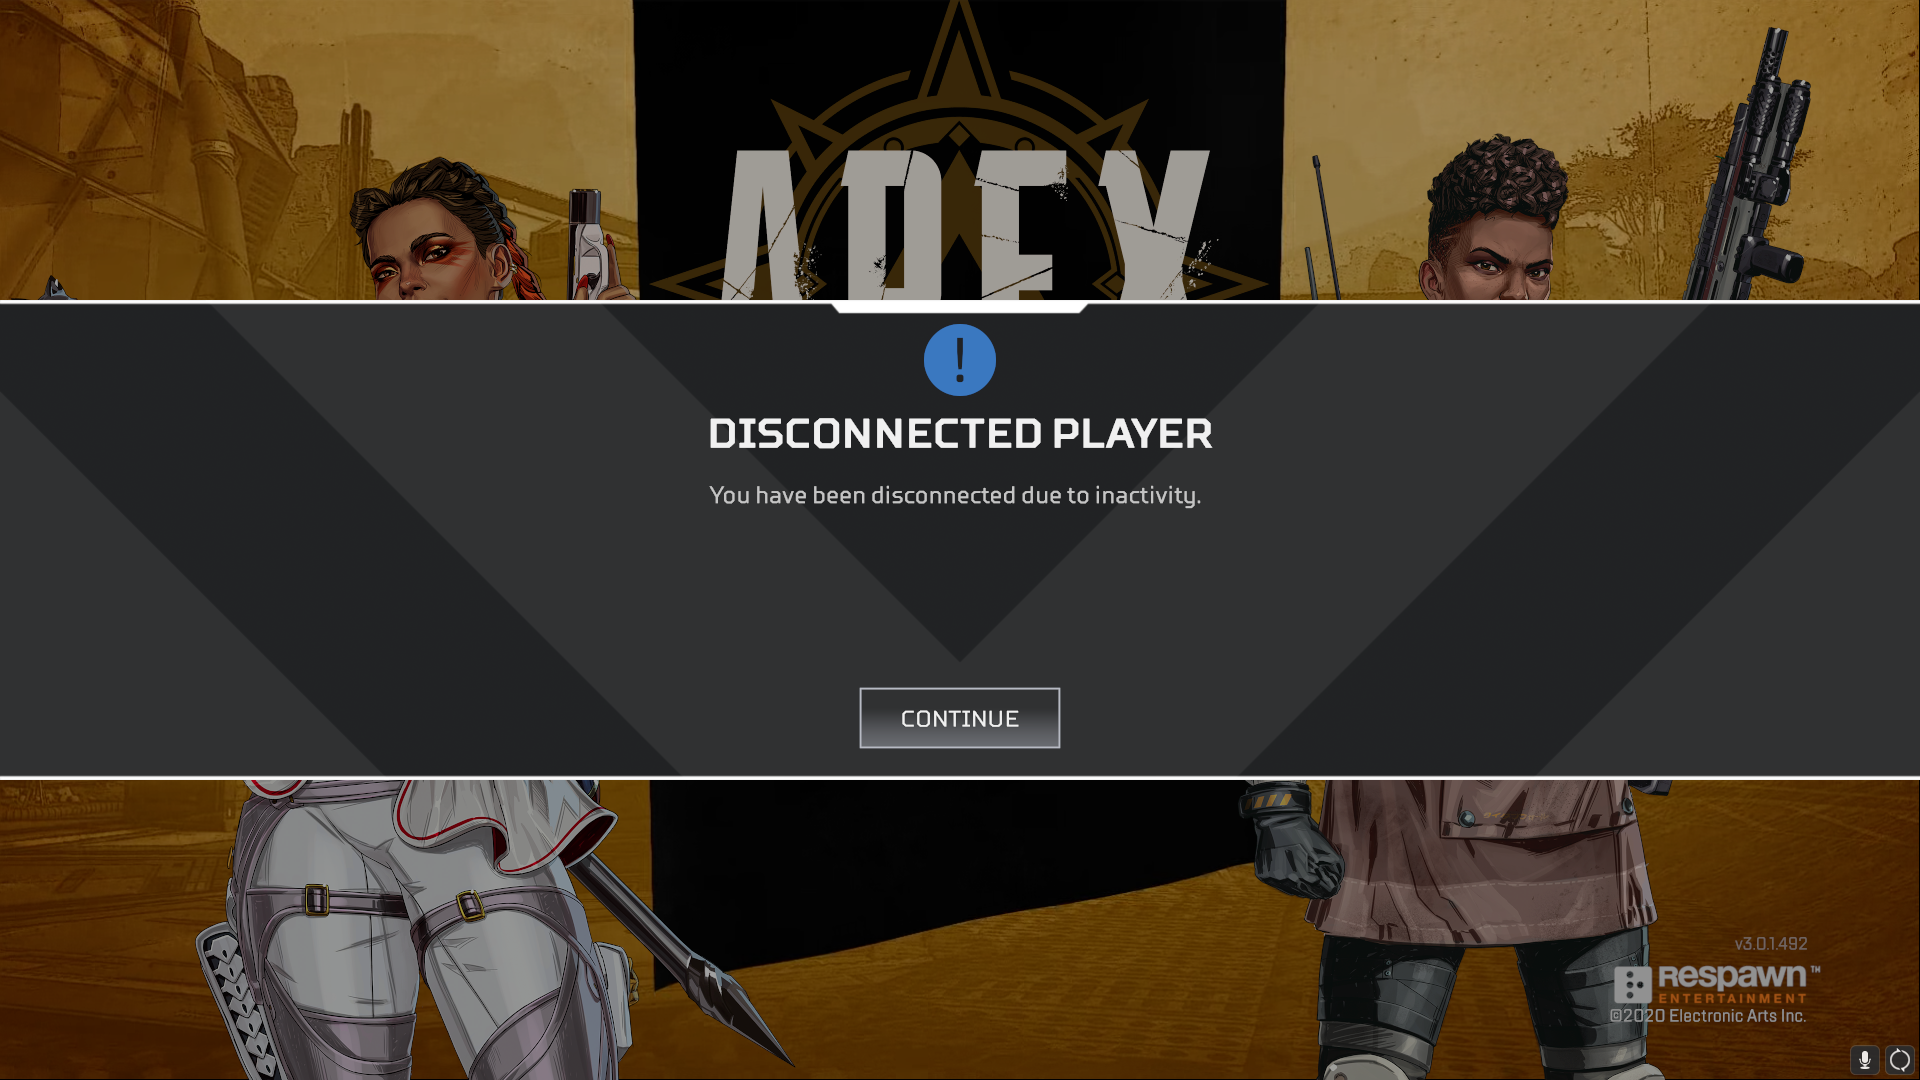 APEX
DISCONNECTED PLAYER
You have been disconnected due to inactivity.
CONTINUE
v3.0.1.492
Respawn™
ENTERTAINMENT
©2020 Electronic Arts Inc.